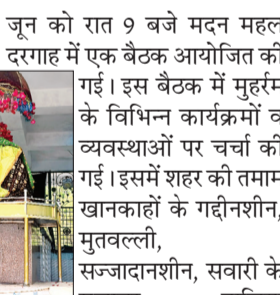 जून को रात 9 बजे मदन महल
दरगाह में एक बैठक आयोजित की
गई। इस बैठक में मुहर्रम
के विभिन्न कार्यक्रमों व
व्यवस्थाओं पर चर्चा की
गई। इसमें शहर की तमाम
खानकाहों के गद्दीनशीन,
मुतवल्ली,
सज्जादानशीन, सवारी के